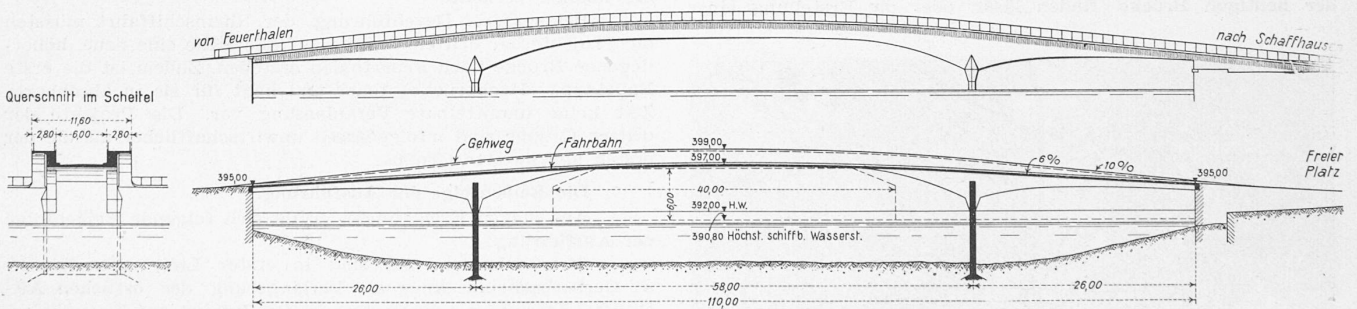 von Feuerthalen
nach Schaffhaus
Querschnitt im Scheitel
11,60
2,80 6,00 2,80
Gehweg
Fahrbahn
399,00
397,00
6%
10%
Freier
Platz
395,00
395,00
40,00
6,00
392,00 H.W.
390,80 Höchst. schiffb. Wasserst.
26,00
58,00
26,00
110,00